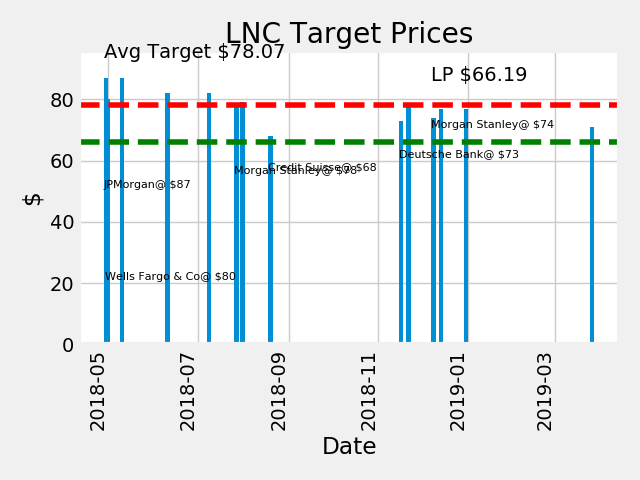 LNC Target Prices
Avg Target $78.07
LP $66.19
Morgan Stanley@ $74
Deutsche Bank@ $73
Credit Suisse@ $68
Morgan Stanley@ $78
JPMorgan@ $87
Wells Fargo & Co@ $80
$
80
60
40
20
0
2018-05
2018-07
2018-09
2018-11
2019-01
2019-03
Date